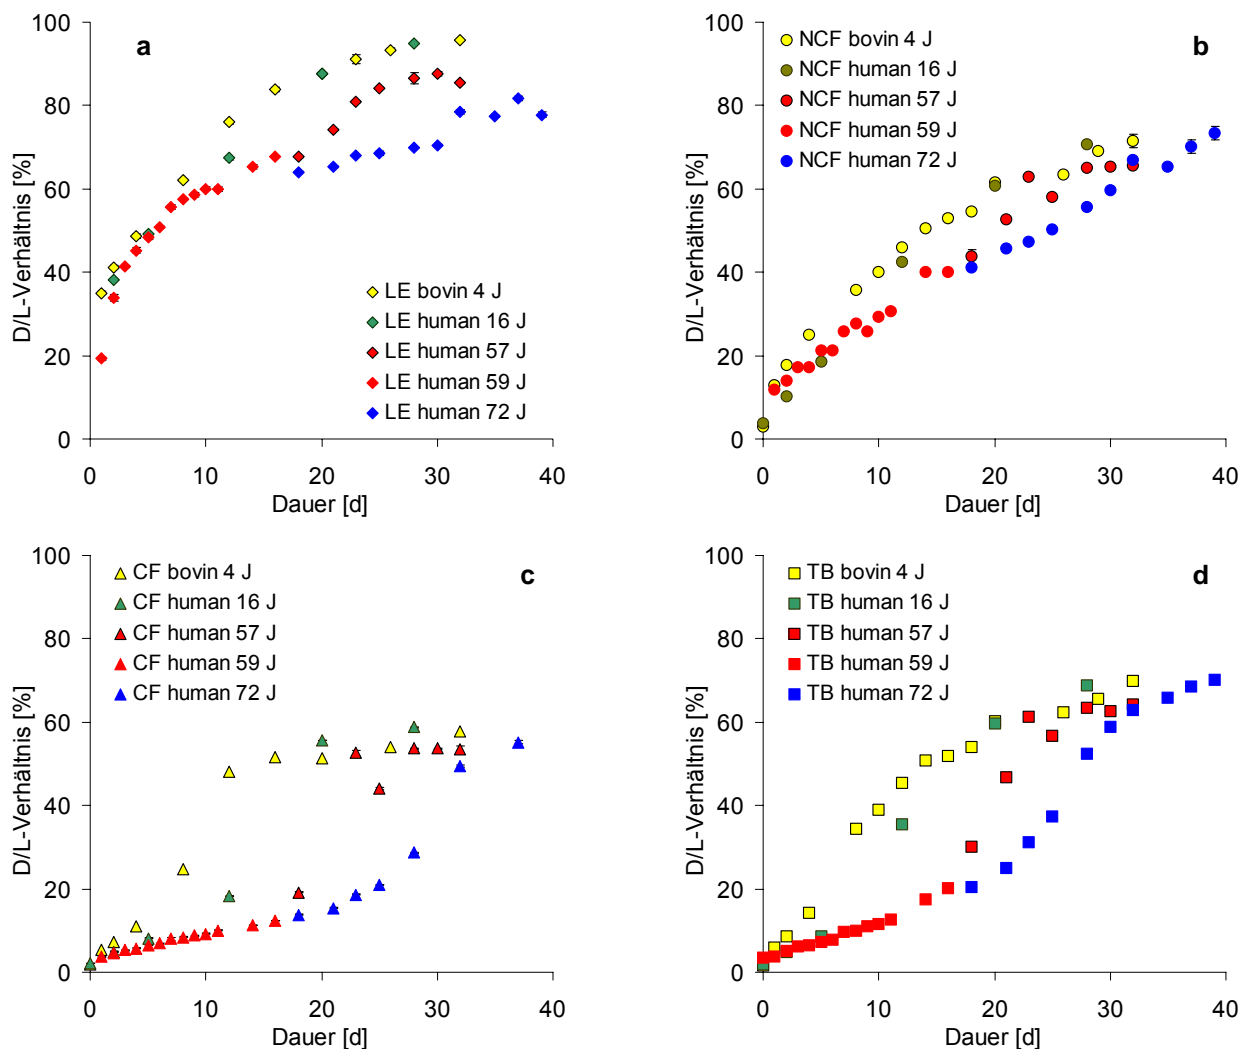 a
D/L-Verhältnis [%]
100
80
60
40
20
0
LE bovin 4 J
LE human 16 J
LE human 57 J
LE human 59 J
LE human 72 J
0 10 20 30 40
Dauer [d]
b
D/L-Verhältnis [%]
100
80
60
40
20
0
NCF bovin 4 J
NCF human 16 J
NCF human 57 J
NCF human 59 J
NCF human 72 J
0 10 20 30 40
Dauer [d]
c
D/L-Verhältnis [%]
100
80
60
40
20
0
CF bovin 4 J
CF human 16 J
CF human 57 J
CF human 59 J
CF human 72 J
0 10 20 30 40
Dauer [d]
d
D/L-Verhältnis [%]
100
80
60
40
20
0
TB bovin 4 J
TB human 16 J
TB human 57 J
TB human 59 J
TB human 72 J
0 10 20 30 40
Dauer [d]